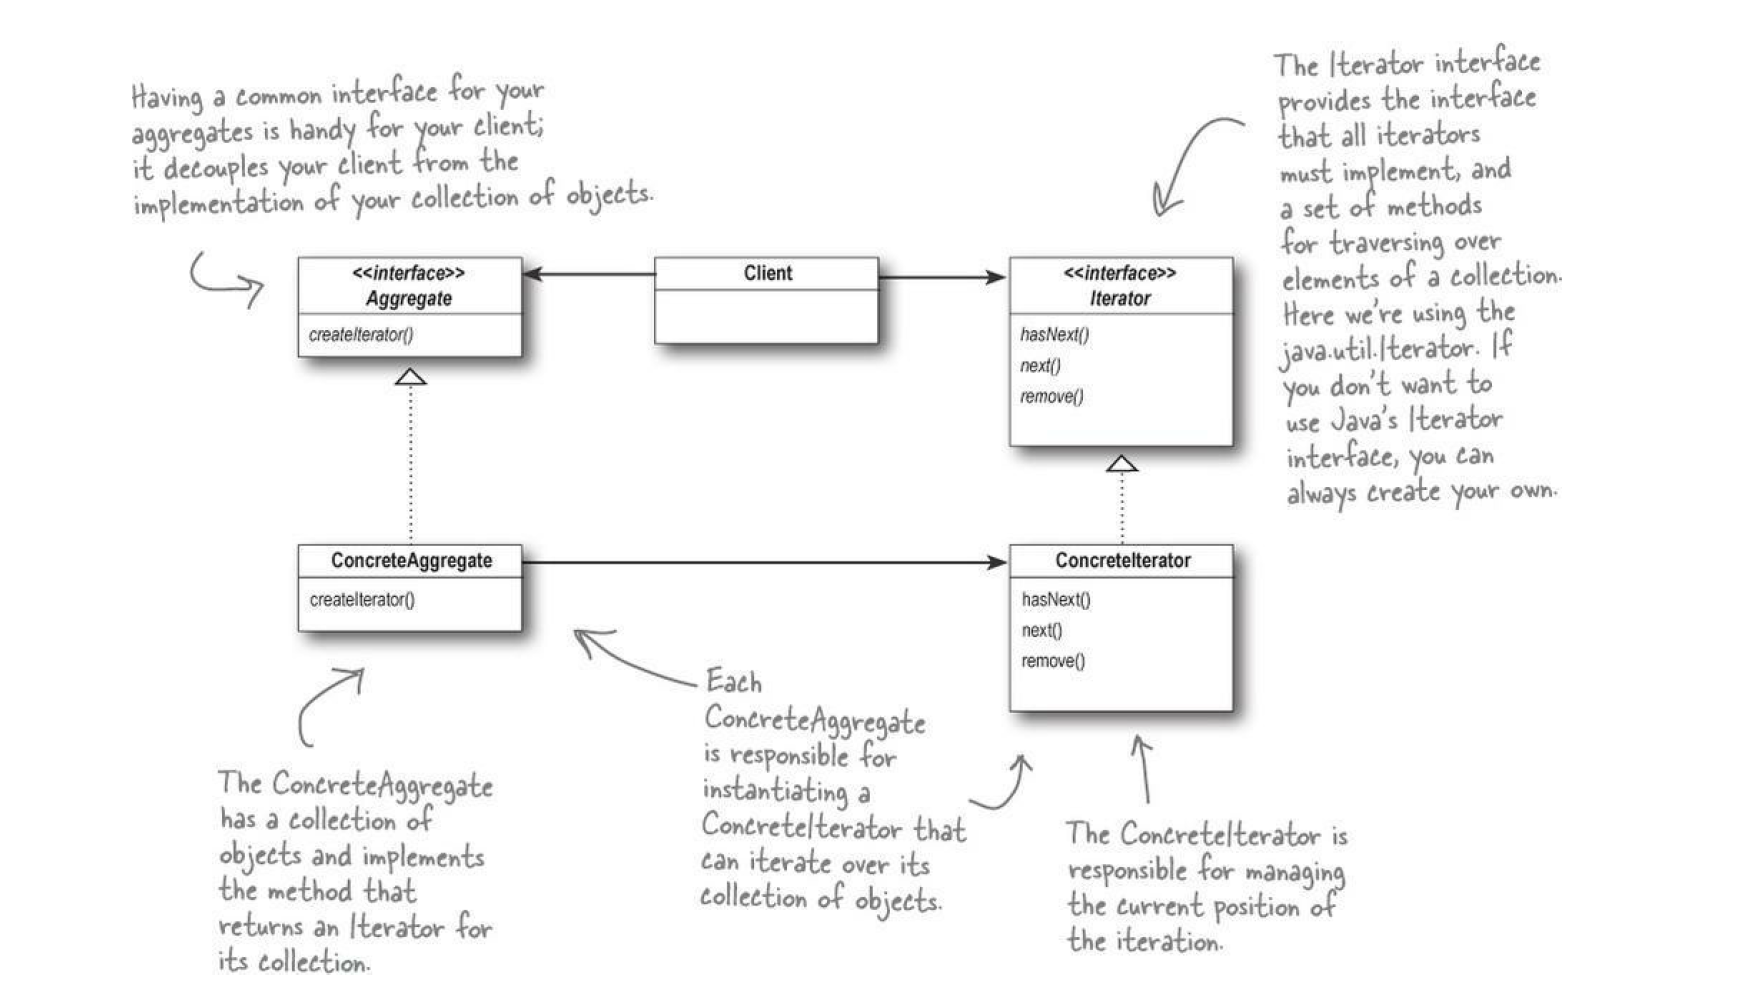 Having a common interface for your
aggregates is handy for your client;
it decouples your client from the
implementation of your collection of objects.
The Iterator interface
provides the interface
that all iterators
must implement, and
a set of methods
for traversing over
elements of a collection.
Here we're using the
java.util.Iterator. If
you don't want to
use Java's Iterator
interface, you can
always create your own.
<<interface>>
Aggregate
createIterator()
Client
<<interface>>
Iterator
hasNext()
next()
remove()
ConcreteAggregate
createIterator()
ConcreteIterator
hasNext()
next()
remove()
The ConcreteAggregate
has a collection of
objects and implements
the method that
returns an Iterator for
its collection.
Each
ConcreteAggregate
is responsible for
instantiating a
ConcreteIterator that
can iterate over its
collection of objects.
The ConcreteIterator is
responsible for managing
the current position of
the iteration.